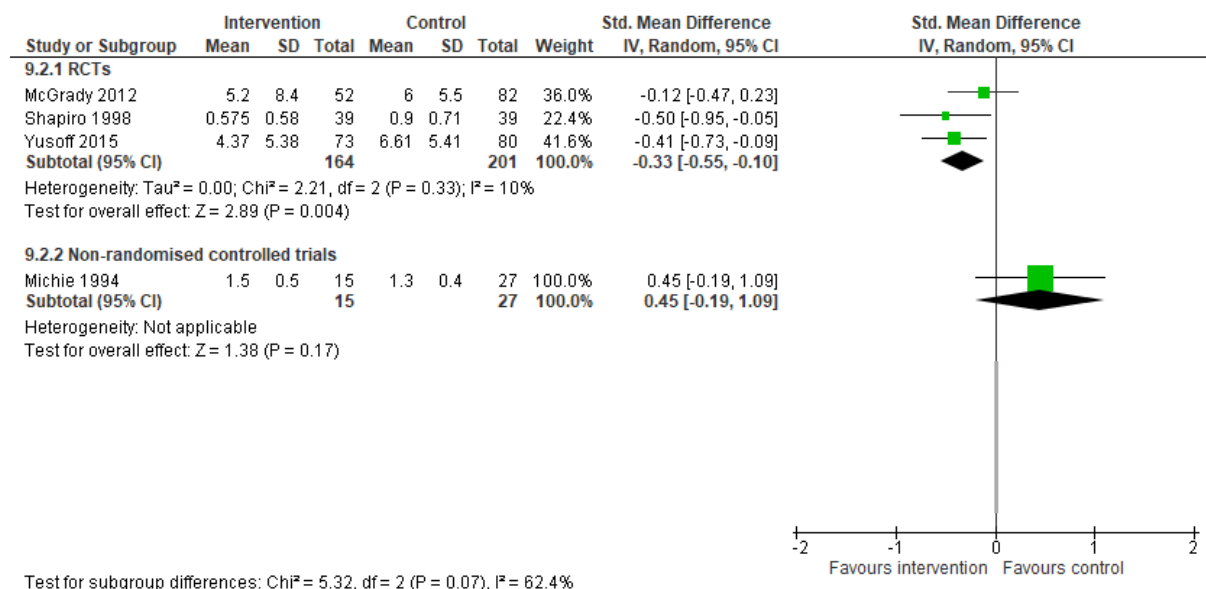 Intervention Control Std. Mean Difference Std. Mean Difference
Study or Subgroup Mean SD Total Mean SD Total Weight IV, Random, 95% CI IV, Random, 95% CI
9.2.1 RCTs
McGrady 2012 5.2 8.4 52 6 5.5 82 36.0% -0.12 [-0.47, 0.23]
Shapiro 1998 0.575 0.58 39 0.9 0.71 39 22.4% -0.50 [-0.95, -0.05]
Yusoff 2015 4.37 5.38 73 6.61 5.41 80 41.6% -0.41 [-0.73, -0.09]
Subtotal (95% CI) 164 201 100.0% -0.33 [-0.55, -0.10]
Heterogeneity: Tau² = 0.00; Chi² = 2.21, df = 2 (P = 0.33); I² = 10%
Test for overall effect: Z = 2.89 (P = 0.004)
9.2.2 Non-randomised controlled trials
Michie 1994 1.5 0.5 15 1.3 0.4 27 100.0% 0.45 [-0.19, 1.09]
Subtotal (95% CI) 15 27 100.0% 0.45 [-0.19, 1.09]
Heterogeneity: Not applicable
Test for overall effect: Z = 1.38 (P = 0.17)
-2 -1 0 1 2
Favours intervention Favours control
Test for subgroup differences: Chi² = 5.32, df = 2 (P = 0.07), I² = 62.4%